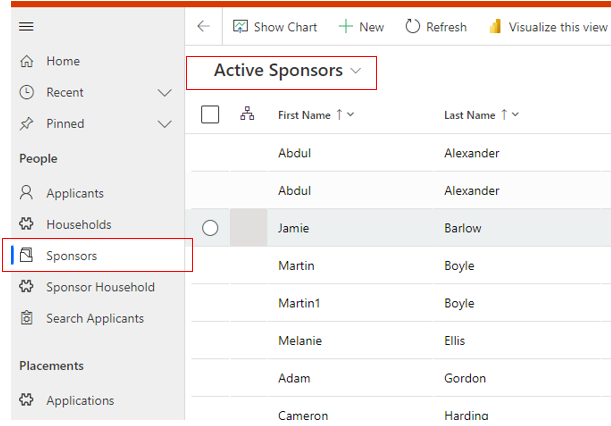 Show Chart New Refresh Visualize this view
Home
Recent
Pinned
People
Applicants
Households
Sponsors
Sponsor Household
Search Applicants
Placements
Applications
Active Sponsors
First Name Last Name
Abdul Alexander
Abdul Alexander
Jamie Barlow
Martin Boyle
Martin1 Boyle
Melanie Ellis
Adam Gordon
Cameron Harding